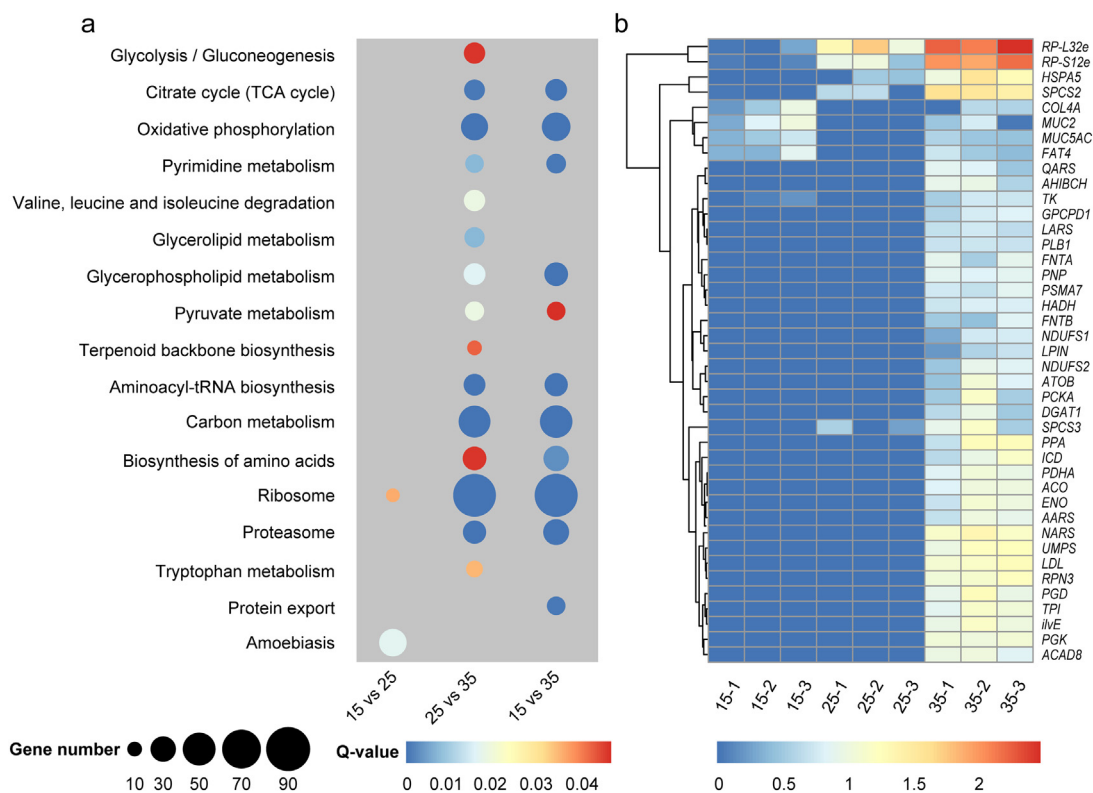 a
Glycolysis / Gluconeogenesis
Citrate cycle (TCA cycle)
Oxidative phosphorylation
Pyrimidine metabolism
Valine, leucine and isoleucine degradation
Glycerolipid metabolism
Glycerophospholipid metabolism
Pyruvate metabolism
Terpenoid backbone biosynthesis
Aminoacyl-tRNA biosynthesis
Carbon metabolism
Biosynthesis of amino acids
Ribosome
Proteasome
Tryptophan metabolism
Protein export
Amoebiasis
15 vs 25
25 vs 35
15 vs 35
Gene number
10 30 50 70 90
Q-value
0 0.01 0.02 0.03 0.04
b
RP-L32e
RP-S12e
HSPA5
SPCS2
COL4A
MUC2
MUC5AC
FAT4
QARS
AHIBCH
TK
GPCPD1
LARS
PLB1
FNTA
PNP
PSMA7
HADH
FNTB
NDUFS1
LPIN
NDUFS2
ATOB
PCKA
DGAT1
SPCS3
PPA
ICD
PDHA
ACO
ENO
AARS
NARS
UMPS
LDL
RPN3
PGD
TPI
ilvE
PGK
ACAD8
15-1
15-2
15-3
25-1
25-2
25-3
35-1
35-2
35-3
0 0.5 1 1.5 2